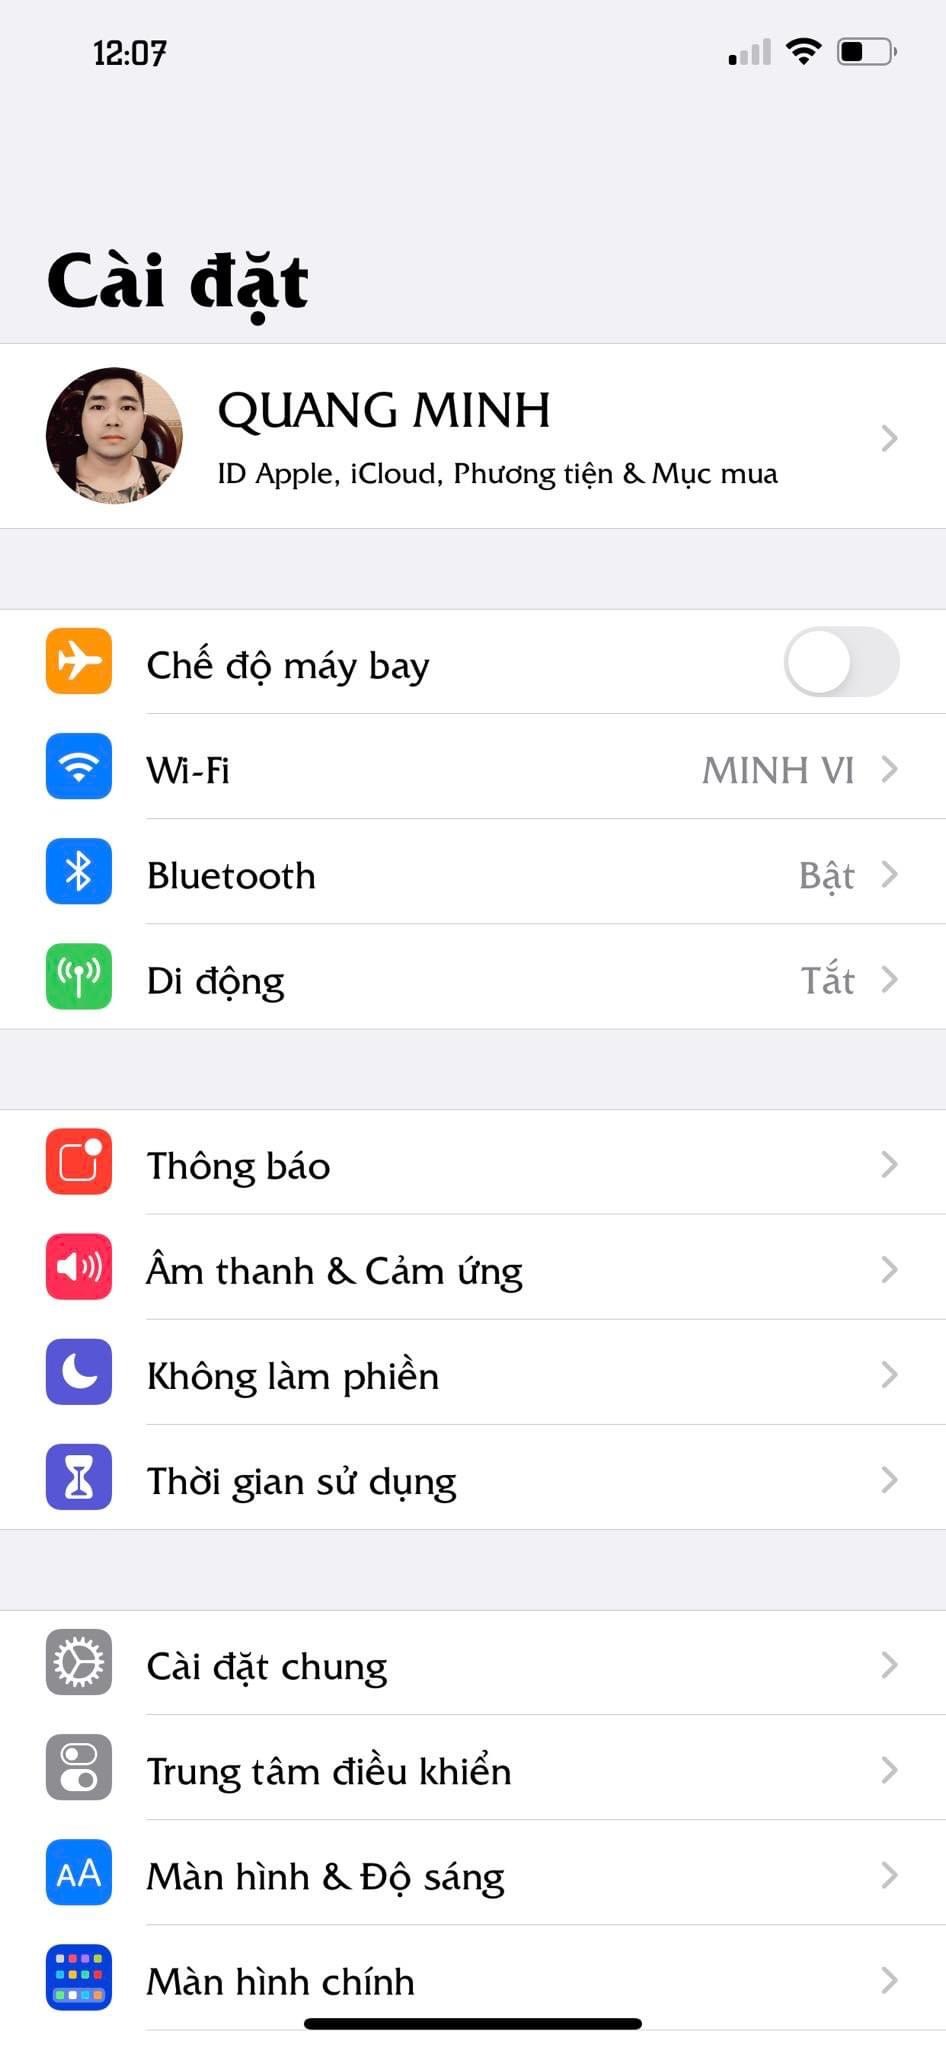 12:07
Cài đặt
QUANG MINH
ID Apple, iCloud, Phương tiện & Mục mua
Chế độ máy bay
Wi-Fi MINH VI
Bluetooth Bật
Di động Tắt
Thông báo
Âm thanh & Cảm ứng
Không làm phiền
Thời gian sử dụng
Cài đặt chung
Trung tâm điều khiển
AA Màn hình & Độ sáng
Màn hình chính